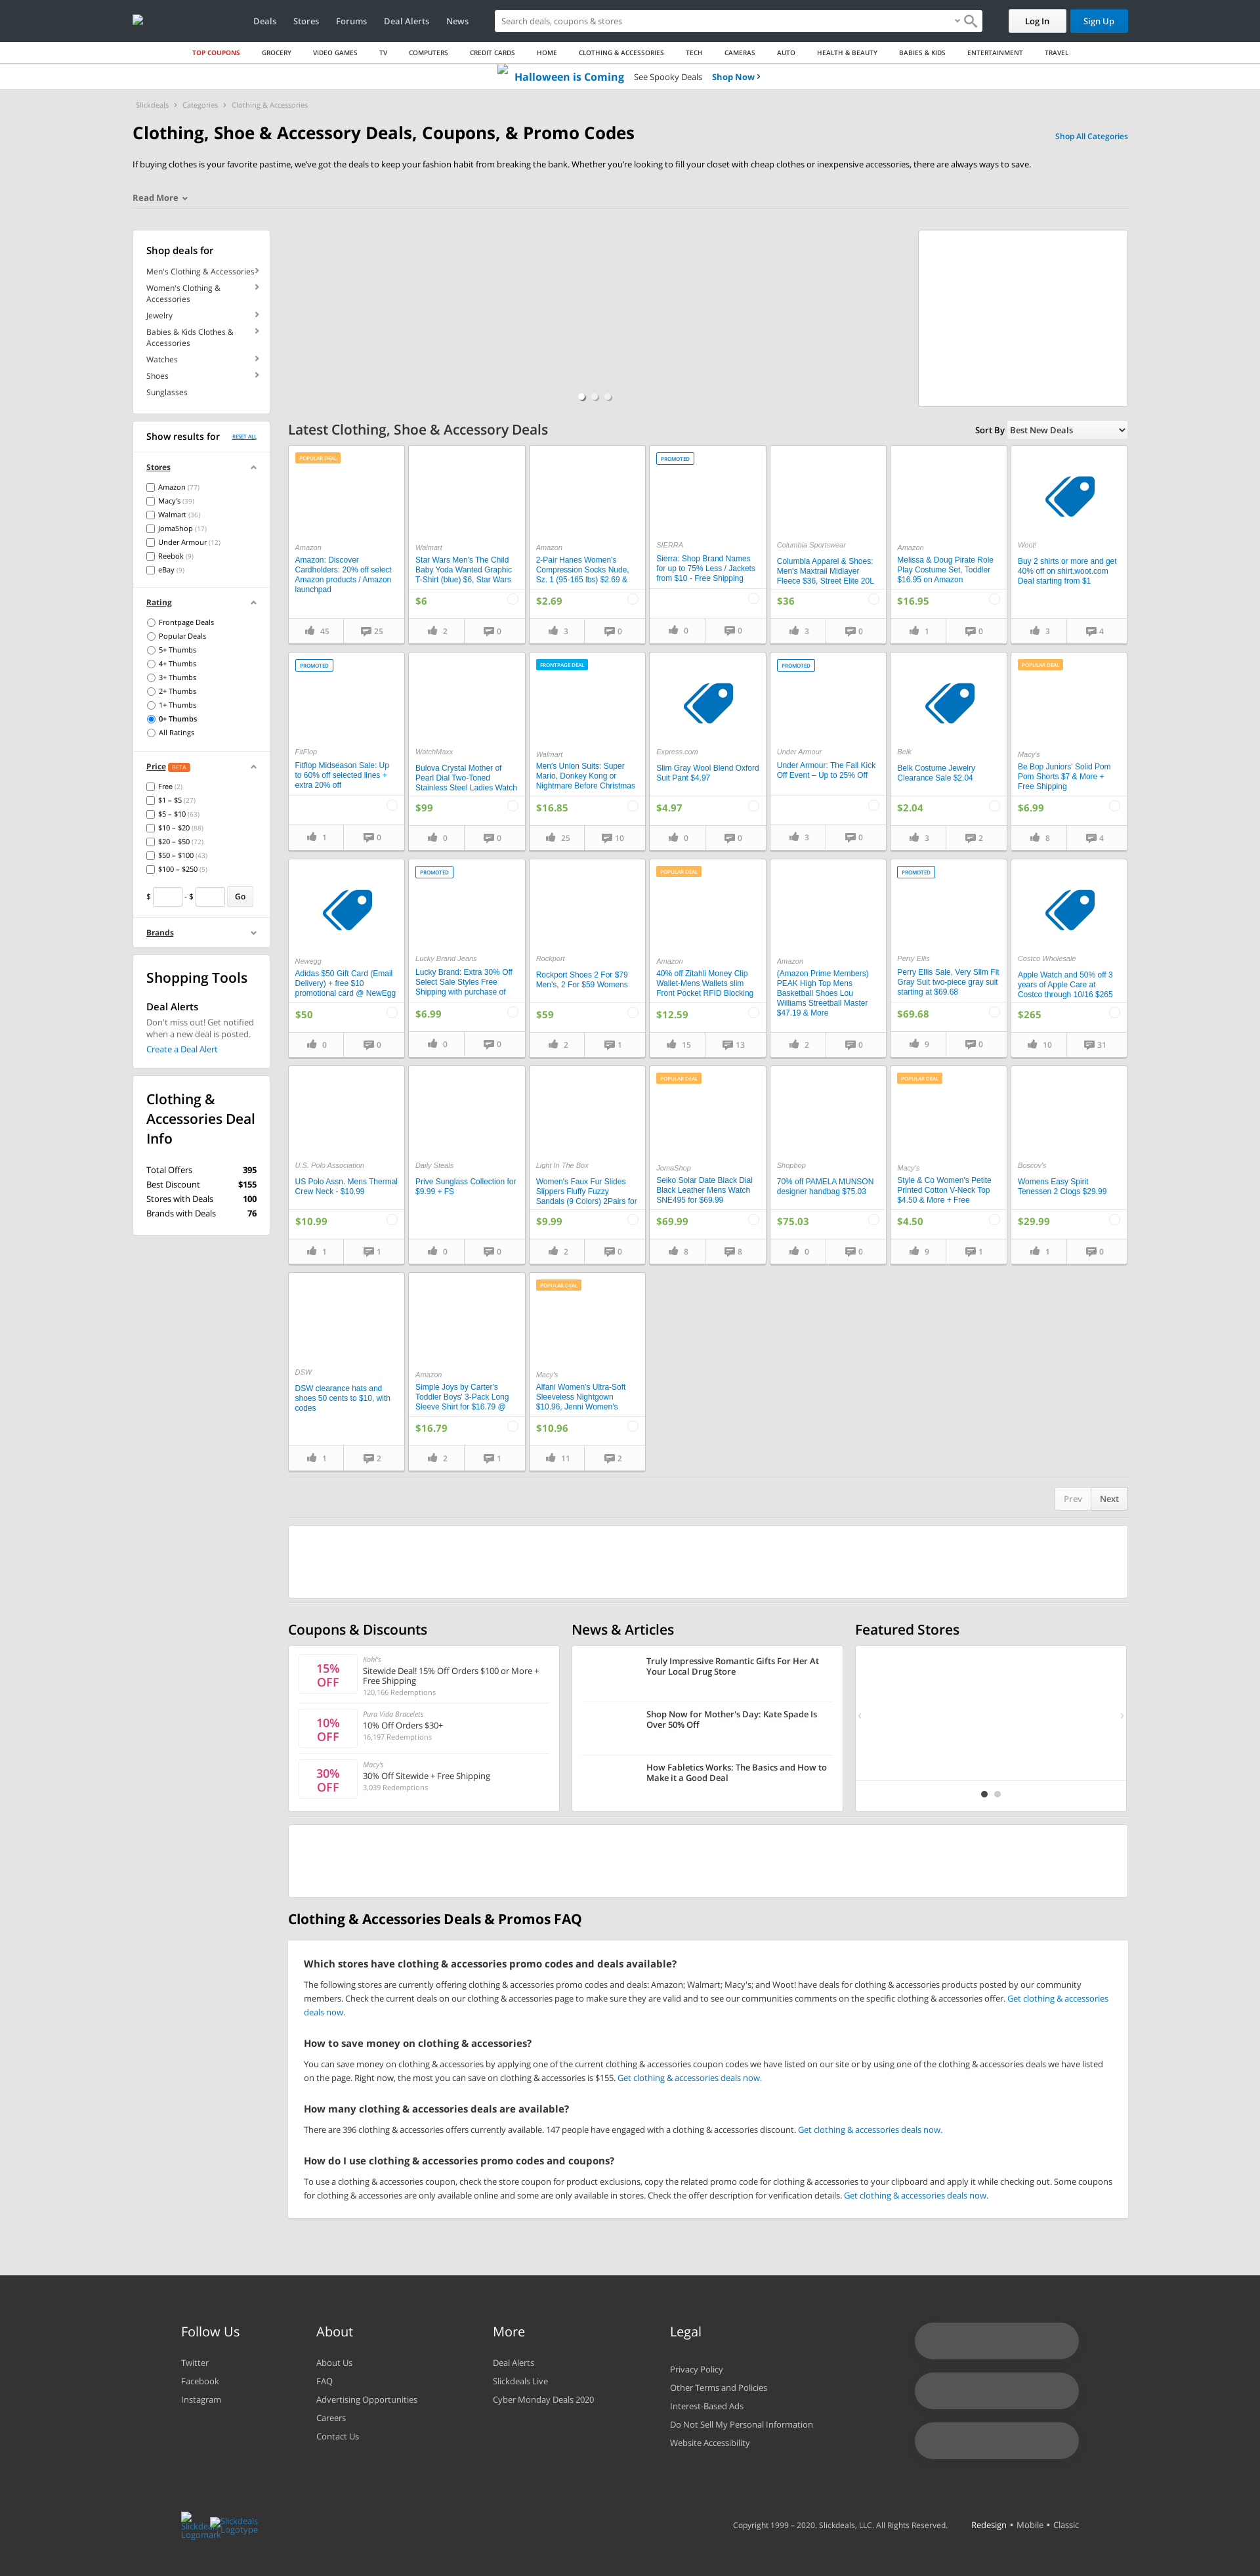 Deals Stores Forums Deal Alerts News
Search deals, coupons & stores
Log In Sign Up
TOP COUPONS GROCERY VIDEO GAMES TV COMPUTERS CREDIT CARDS HOME CLOTHING & ACCESSORIES TECH CAMERAS AUTO HEALTH & BEAUTY BABIES & KIDS ENTERTAINMENT TRAVEL
Halloween is Coming See Spooky Deals Shop Now
Slickdeals Categories Clothing & Accessories
Clothing, Shoe & Accessory Deals, Coupons, & Promo Codes
Shop All Categories
If buying clothes is your favorite pastime, we've got the deals to keep your fashion habit from breaking the bank. Whether you're looking to fill your closet with cheap clothes or inexpensive accessories, there are always ways to save.
Read More
Shop deals for
Men's Clothing & Accessories
Women's Clothing &
Accessories
Jewelry
Babies & Kids Clothes &
Accessories
Watches
Shoes
Sunglasses
Show results for RESET ALL
Stores
Amazon (77)
Macy's (39)
Walmart (36)
JomaShop (17)
Under Armour (12)
Reebok (9)
eBay (9)
Rating
Frontpage Deals
Popular Deals
5+ Thumbs
4+ Thumbs
3+ Thumbs
2+ Thumbs
1+ Thumbs
0+ Thumbs
All Ratings
Price BETA
Free (2)
$1 – $5 (27)
$5 – $10 (63)
$10 – $20 (88)
$20 – $50 (72)
$50 – $100 (43)
$100 – $250 (5)
$ - $ Go
Brands
Shopping Tools
Deal Alerts
Don't miss out! Get notified
when a new deal is posted.
Create a Deal Alert
Clothing &
Accessories Deal
Info
Total Offers 395
Best Discount $155
Stores with Deals 100
Brands with Deals 76
Latest Clothing, Shoe & Accessory Deals
Sort By Best New Deals
POPULAR DEAL
Amazon
Amazon: Discover
Cardholders: 20% off select
Amazon products / Amazon
launchpad
45 25
Walmart
Star Wars Men's The Child
Baby Yoda Wanted Graphic
T-Shirt (blue) $6, Star Wars
$6
2 0
Amazon
2-Pair Hanes Women's
Compression Socks Nude,
Sz. 1 (95-165 lbs) $2.69 &
$2.69
3 0
PROMOTED
SIERRA
Sierra: Shop Brand Names
for up to 75% Less / Jackets
from $10 - Free Shipping
0 0
Columbia Sportswear
Columbia Apparel & Shoes:
Men's Maxtrail Midlayer
Fleece $36, Street Elite 20L
$36
3 0
Amazon
Melissa & Doug Pirate Role
Play Costume Set, Toddler
$16.95 on Amazon
$16.95
1 0
Woot!
Buy 2 shirts or more and get
40% off on shirt.woot.com
Deal starting from $1
3 4
PROMOTED
FitFlop
Fitflop Midseason Sale: Up
to 60% off selected lines +
extra 20% off
1 0
WatchMaxx
Bulova Crystal Mother of
Pearl Dial Two-Toned
Stainless Steel Ladies Watch
$99
0 0
FRONTPAGE DEAL
Walmart
Men's Union Suits: Super
Mario, Donkey Kong or
Nightmare Before Christmas
$16.85
25 10
Express.com
Slim Gray Wool Blend Oxford
Suit Pant $4.97
$4.97
0 0
PROMOTED
Under Armour
Under Armour: The Fall Kick
Off Event – Up to 25% Off
3 0
Belk
Belk Costume Jewelry
Clearance Sale $2.04
$2.04
3 2
POPULAR DEAL
Macy's
Be Bop Juniors' Solid Pom
Pom Shorts $7 & More +
Free Shipping
$6.99
8 4
Newegg
Adidas $50 Gift Card (Email
Delivery) + free $10
promotional card @ NewEgg
$50
0 0
PROMOTED
Lucky Brand Jeans
Lucky Brand: Extra 30% Off
Select Sale Styles Free
Shipping with purchase of
$6.99
0 0
Rockport
Rockport Shoes 2 For $79
Men's, 2 For $59 Womens
$59
2 1
POPULAR DEAL
Amazon
40% off Zitahli Money Clip
Wallet-Mens Wallets slim
Front Pocket RFID Blocking
$12.59
15 13
Amazon
(Amazon Prime Members)
PEAK High Top Mens
Basketball Shoes Lou
Williams Streetball Master
$47.19 & More
2 0
PROMOTED
Perry Ellis
Perry Ellis Sale, Very Slim Fit
Gray Suit two-piece gray suit
starting at $69.68
$69.68
9 0
Costco Wholesale
Apple Watch and 50% off 3
years of Apple Care at
Costco through 10/16 $265
$265
10 31
U.S. Polo Association
US Polo Assn. Mens Thermal
Crew Neck - $10.99
$10.99
1 1
Daily Steals
Prive Sunglass Collection for
$9.99 + FS
0 0
Light In The Box
Women's Faux Fur Slides
Slippers Fluffy Fuzzy
Sandals (9 Colors) 2Pairs for
$9.99
2 0
POPULAR DEAL
JomaShop
Seiko Solar Date Black Dial
Black Leather Mens Watch
SNE495 for $69.99
$69.99
8 8
Shopbop
70% off PAMELA MUNSON
designer handbag $75.03
$75.03
0 0
POPULAR DEAL
Macy's
Style & Co Women's Petite
Printed Cotton V-Neck Top
$4.50 & More + Free
$4.50
9 1
Boscov's
Womens Easy Spirit
Tenessen 2 Clogs $29.99
$29.99
1 0
DSW
DSW clearance hats and
shoes 50 cents to $10, with
codes
1 2
Amazon
Simple Joys by Carter's
Toddler Boys' 3-Pack Long
Sleeve Shirt for $16.79 @
$16.79
2 1
POPULAR DEAL
Macy's
Alfani Women's Ultra-Soft
Sleeveless Nightgown
$10.96, Jenni Women's
$10.96
11 2
Prev Next
Coupons & Discounts
15%
OFF
Kohl's
Sitewide Deal! 15% Off Orders $100 or More +
Free Shipping
120,166 Redemptions
10%
OFF
Pura Vida Bracelets
10% Off Orders $30+
16,197 Redemptions
30%
OFF
Macy's
30% Off Sitewide + Free Shipping
3,039 Redemptions
News & Articles
Truly Impressive Romantic Gifts For Her At
Your Local Drug Store
Shop Now for Mother's Day: Kate Spade Is
Over 50% Off
How Fabletics Works: The Basics and How to
Make it a Good Deal
Featured Stores
Clothing & Accessories Deals & Promos FAQ
Which stores have clothing & accessories promo codes and deals available?
The following stores are currently offering clothing & accessories promo codes and deals: Amazon; Walmart; Macy's; and Woot! have deals for clothing & accessories products posted by our community
members. Check the current deals on our clothing & accessories page to make sure they are valid and to see our communities comments on the specific clothing & accessories offer. Get clothing & accessories
deals now.
How to save money on clothing & accessories?
You can save money on clothing & accessories by applying one of the current clothing & accessories coupon codes we have listed on our site or by using one of the clothing & accessories deals we have listed
on the page. Right now, the most you can save on clothing & accessories is $155. Get clothing & accessories deals now.
How many clothing & accessories deals are available?
There are 396 clothing & accessories offers currently available. 147 people have engaged with a clothing & accessories discount. Get clothing & accessories deals now.
How do I use clothing & accessories promo codes and coupons?
To use a clothing & accessories coupon, check the store coupon for product exclusions, copy the related promo code for clothing & accessories to your clipboard and apply it while checking out. Some coupons
for clothing & accessories are only available online and some are only available in stores. Check the offer description for verification details. Get clothing & accessories deals now.
Follow Us
Twitter
Facebook
Instagram
About
About Us
FAQ
Advertising Opportunities
Careers
Contact Us
More
Deal Alerts
Slickdeals Live
Cyber Monday Deals 2020
Legal
Privacy Policy
Other Terms and Policies
Interest-Based Ads
Do Not Sell My Personal Information
Website Accessibility
Slickdeals
Logomark
Slickdeals
Logotype
Copyright 1999 – 2020. Slickdeals, LLC. All Rights Reserved. Redesign • Mobile • Classic